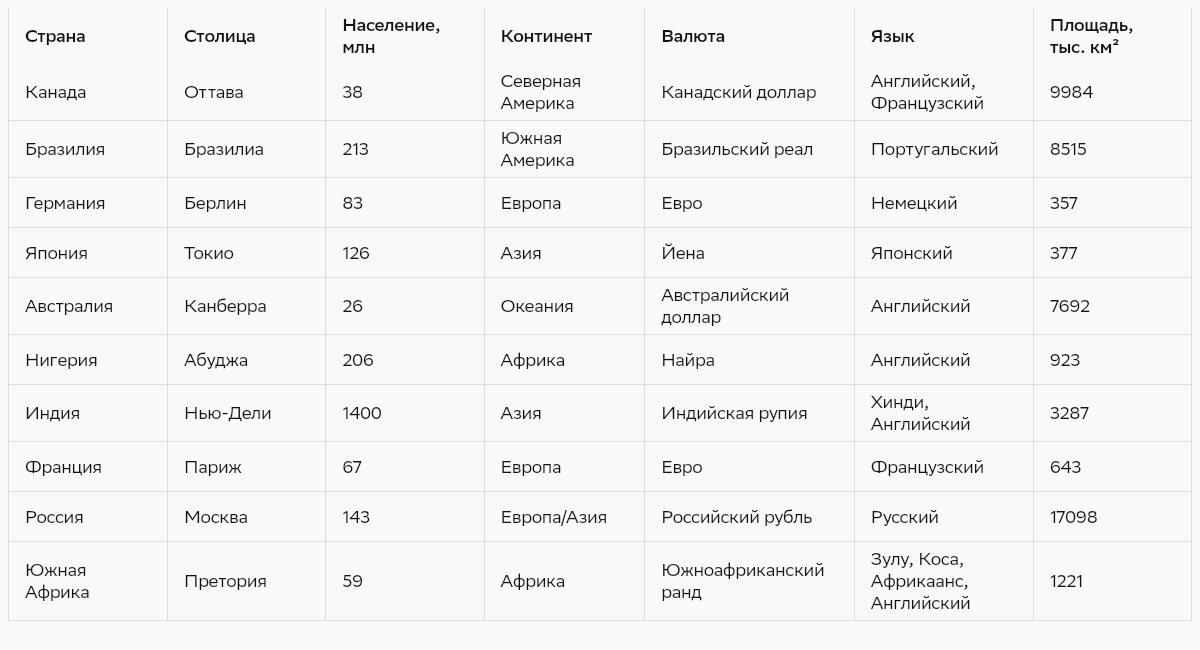 Страна Столица Население, млн Континент Валюта Язык Площадь, тыс. км²
Канада Оттава 38 Северная Америка Канадский доллар Английский, Французский 9984
Бразилия Бразилиа 213 Южная Америка Бразильский реал Португальский 8515
Германия Берлин 83 Европа Евро Немецкий 357
Япония Токио 126 Азия Йена Японский 377
Австралия Канберра 26 Океания Австралийский доллар Английский 7692
Нигерия Абуджа 206 Африка Найра Английский 923
Индия Нью-Дели 1400 Азия Индийская рупия Хинди, Английский 3287
Франция Париж 67 Европа Евро Французский 643
Россия Москва 143 Европа/Азия Российский рубль Русский 17098
Южная Африка Претория 59 Африка Южноафриканский ранд Зулу, Коса, Африкаанс, Английский 1221